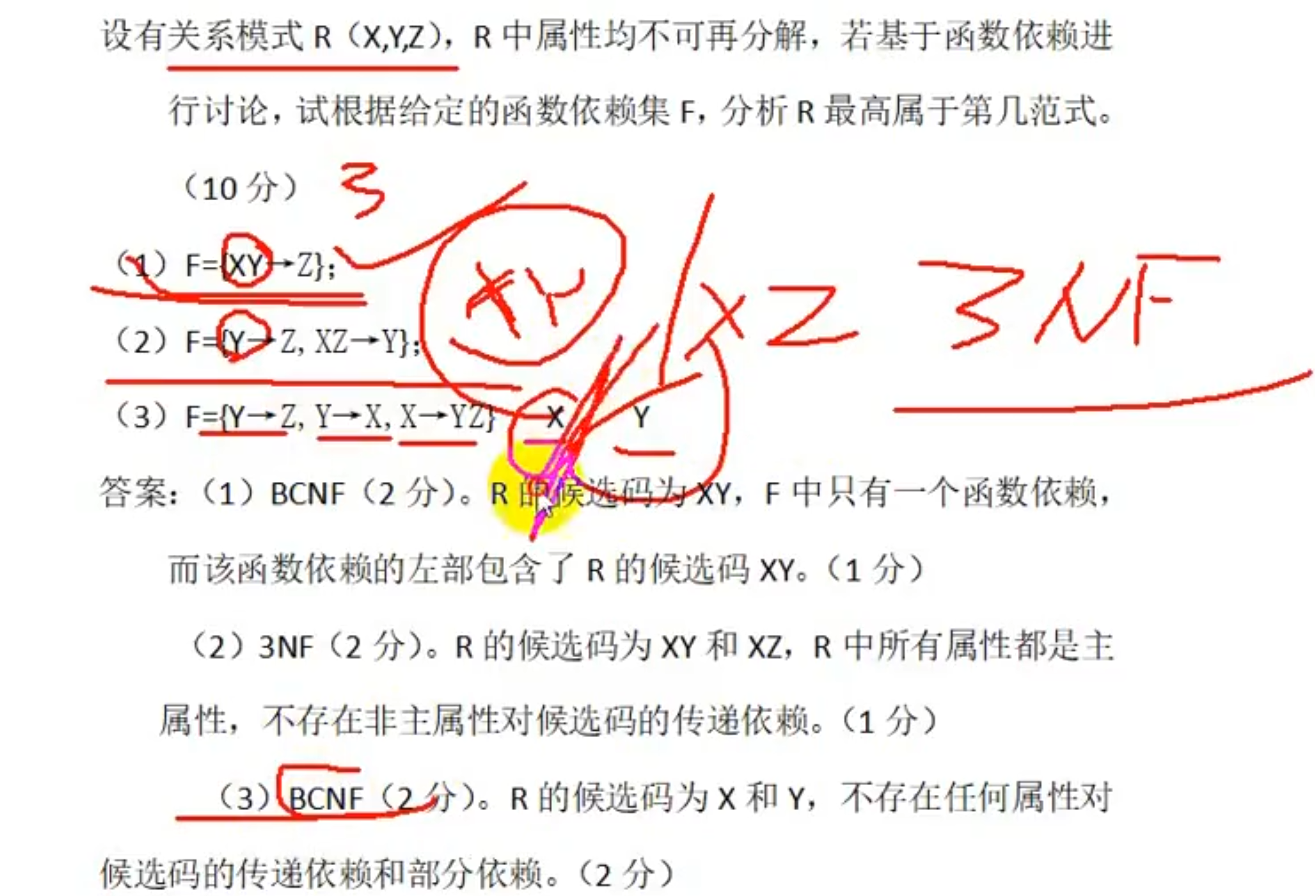 设有关系模式 R（X,Y,Z），R 中属性均不可再分解，若基于函数依赖进
行讨论，试根据给定的函数依赖集 F，分析 R 最高属于第几范式。
（10 分） 3
（1）F={XY→Z}；
XY
（2）F={Y→Z, XZ→Y}； XZ 3NF
（3）F={Y→Z, Y→X, X→YZ} X Y
答案：（1）BCNF（2 分）。R 的候选码为 XY，F 中只有一个函数依赖，
而该函数依赖的左部包含了 R 的候选码 XY。（1 分）
（2）3NF（2 分）。R 的候选码为 XY 和 XZ，R 中所有属性都是主
属性，不存在非主属性对候选码的传递依赖。（1 分）
（3）BCNF（2 分）。R 的候选码为 X 和 Y，不存在任何属性对
候选码的传递依赖和部分依赖。（2 分）